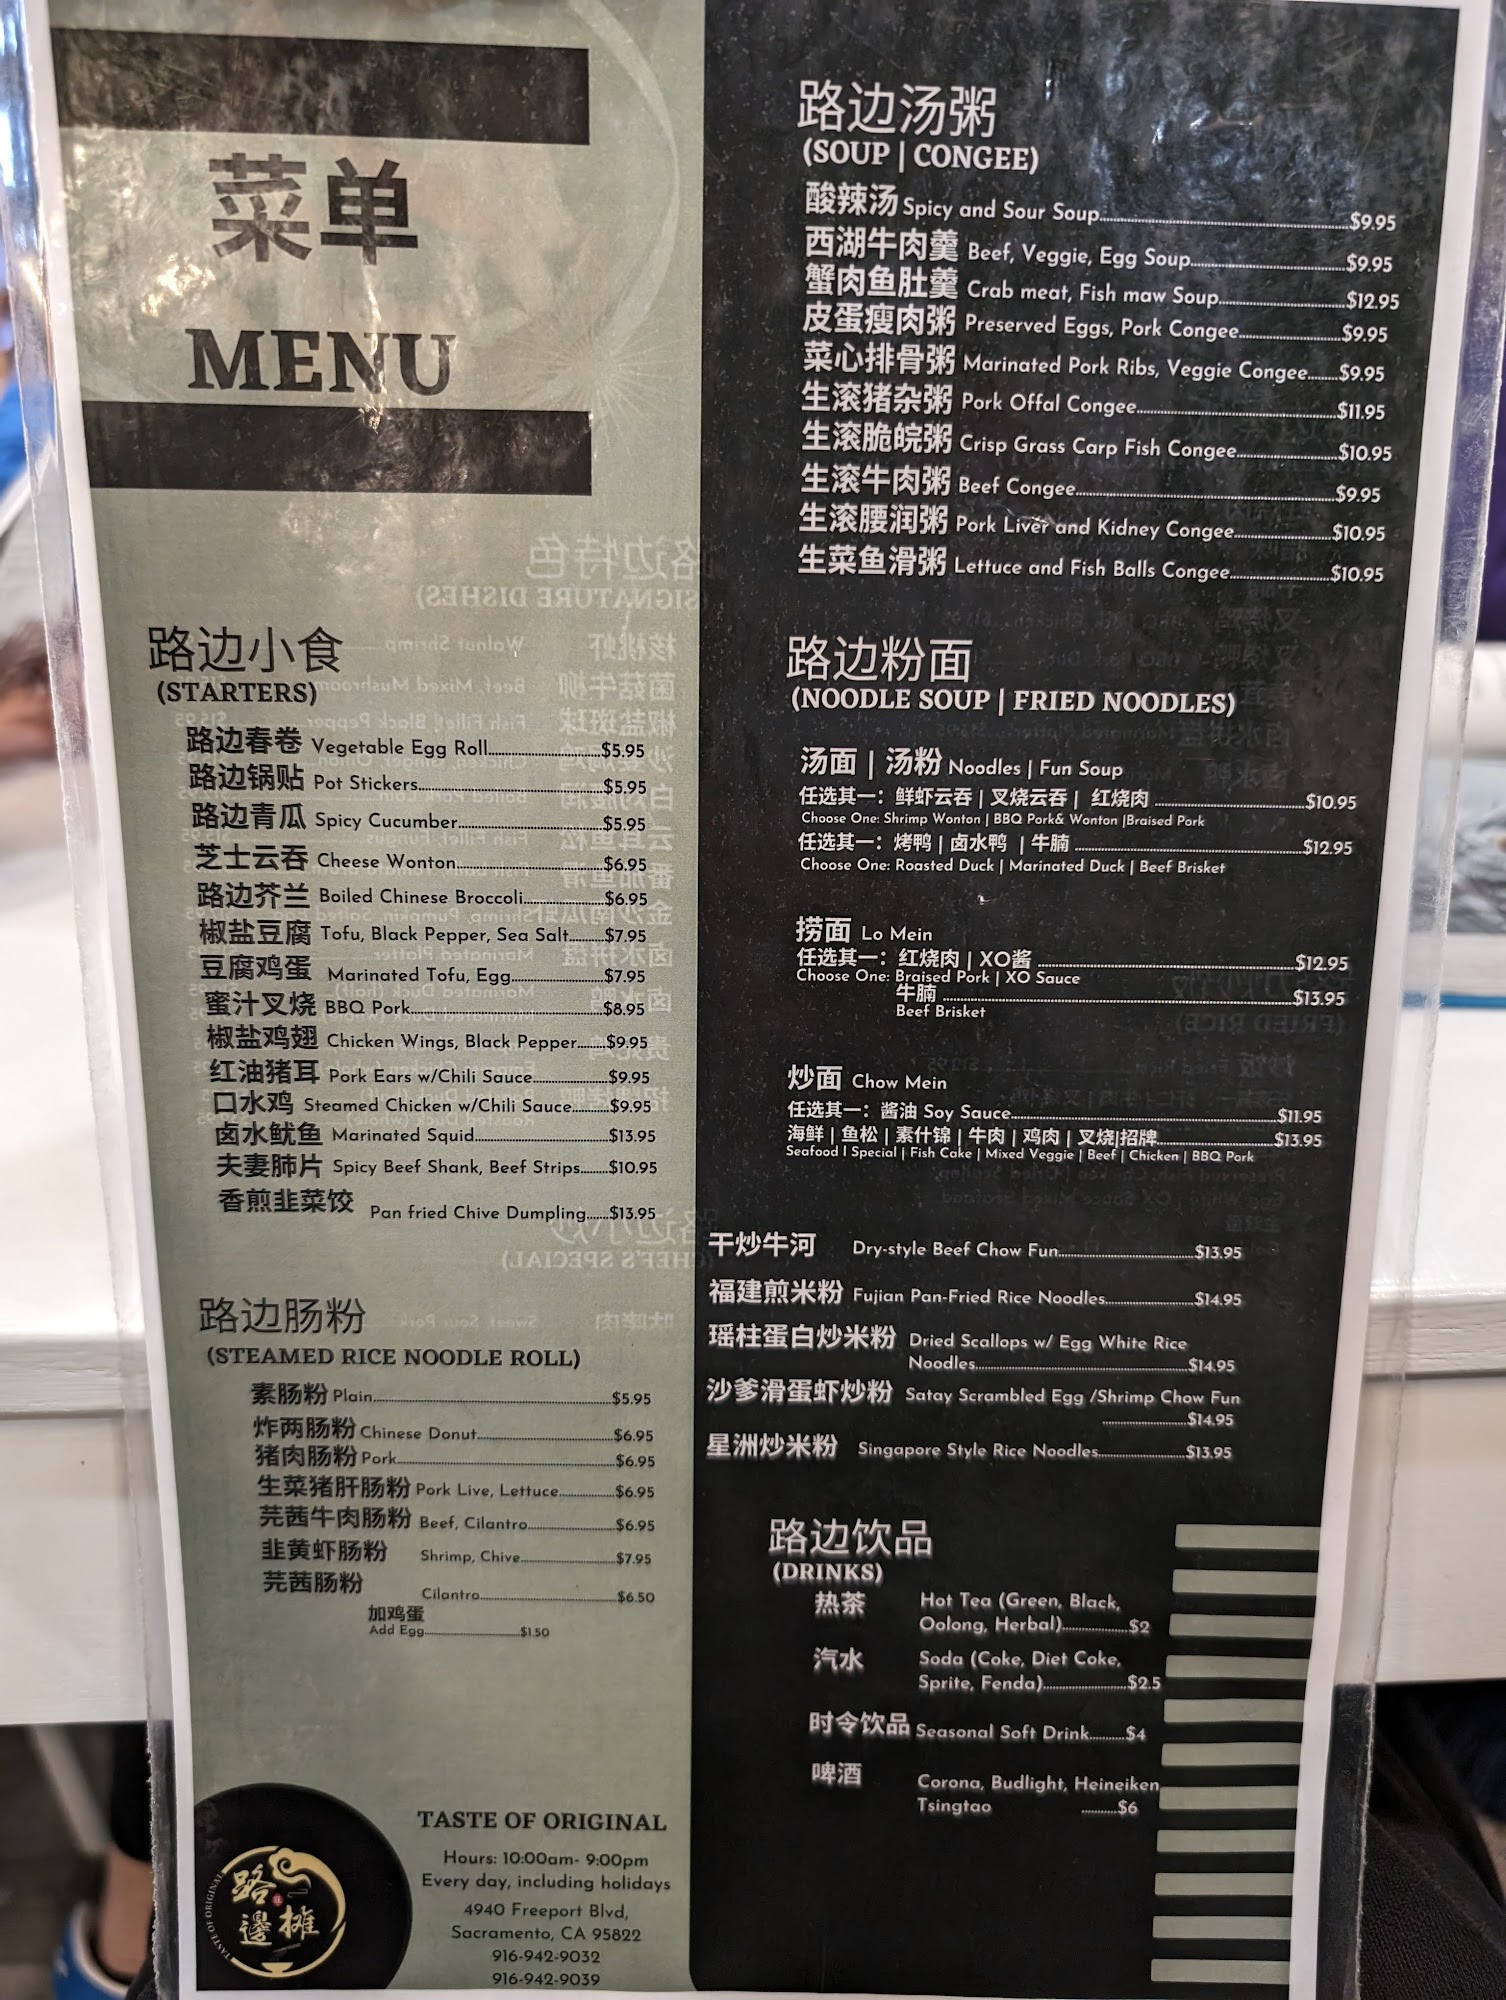 菜单
MENU
路边小食
(STARTERS)
路边春卷 Vegetable Egg Roll $5.95
路边锅贴 Pot Stickers $5.95
路边青瓜 Spicy Cucumber $5.95
芝士云吞 Cheese Wonton $6.95
路边芥兰 Boiled Chinese Broccoli $6.95
椒盐豆腐 Tofu, Black Pepper, Sea Salt $7.95
豆腐鸡蛋 Marinated Tofu, Egg $7.95
蜜汁叉烧 BBQ Pork $8.95
椒盐鸡翅 Chicken Wings, Black Pepper $9.95
红油猪耳 Pork Ears w/Chili Sauce $9.95
口水鸡 Steamed Chicken w/Chili Sauce $9.95
卤水鱿鱼 Marinated Squid $13.95
夫妻肺片 Spicy Beef Shank, Beef Strips $10.95
香煎韭菜饺 Pan fried Chive Dumpling $13.95
路边肠粉
(STEAMED RICE NOODLE ROLL)
素肠粉 Plain $5.95
炸两肠粉 Chinese Donut $6.95
猪肉肠粉 Pork $6.95
生菜猪肝肠粉 Pork Live, Lettuce $6.95
芫茜牛肉肠粉 Beef, Cilantro $6.95
韭黄虾肠粉 Shrimp, Chive $7.95
芫茜肠粉 Cilantro $6.50
加鸡蛋
Add Egg $1.50
TASTE OF ORIGINAL
路邊攤
TASTE OF ORIGINAL
Hours: 10:00am- 9:00pm
Every day, including holidays
4940 Freeport Blvd,
Sacramento, CA 95822
916-942-9032
916-942-9039
路边汤粥
(SOUP | CONGEE)
酸辣汤 Spicy and Sour Soup $9.95
西湖牛肉羹 Beef, Veggie, Egg Soup $9.95
蟹肉鱼肚羹 Crab meat, Fish maw Soup $12.95
皮蛋瘦肉粥 Preserved Eggs, Pork Congee $9.95
菜心排骨粥 Marinated Pork Ribs, Veggie Congee $9.95
生滚猪杂粥 Pork Offal Congee $11.95
生滚脆皖粥 Crisp Grass Carp Fish Congee $10.95
生滚牛肉粥 Beef Congee $9.95
生滚腰润粥 Pork Liver and Kidney Congee $10.95
生菜鱼滑粥 Lettuce and Fish Balls Congee $10.95
路边粉面
(NOODLE SOUP | FRIED NOODLES)
汤面 | 汤粉 Noodles | Fun Soup
任选其一：鲜虾云吞 | 叉烧云吞 | 红烧肉 $10.95
Choose One: Shrimp Wonton | BBQ Pork& Wonton |Braised Pork
任选其一：烤鸭 | 卤水鸭 | 牛腩 $12.95
Choose One: Roasted Duck | Marinated Duck | Beef Brisket
捞面 Lo Mein
任选其一：红烧肉 | XO酱 $12.95
Choose One: Braised Pork | XO Sauce
牛腩 $13.95
Beef Brisket
炒面 Chow Mein
任选其一：酱油 Soy Sauce $11.95
海鲜 | 鱼松 | 素什锦 | 牛肉 | 鸡肉 | 叉烧|招牌 $13.95
Seafood I Special | Fish Cake | Mixed Veggie | Beef | Chicken | BBQ Pork
干炒牛河 Dry-style Beef Chow Fun $13.95
福建煎米粉 Fujian Pan-Fried Rice Noodles $14.95
瑶柱蛋白炒米粉 Dried Scallops w/ Egg White Rice
Noodles $14.95
沙爹滑蛋虾炒粉 Satay Scrambled Egg /Shrimp Chow Fun
$14.95
星洲炒米粉 Singapore Style Rice Noodles $13.95
路边饮品
(DRINKS)
热茶 Hot Tea (Green, Black,
Oolong, Herbal) $2
汽水 Soda (Coke, Diet Coke,
Sprite, Fenda) $2.5
时令饮品 Seasonal Soft Drink $4
啤酒 Corona, Budlight, Heineiken
Tsingtao $6